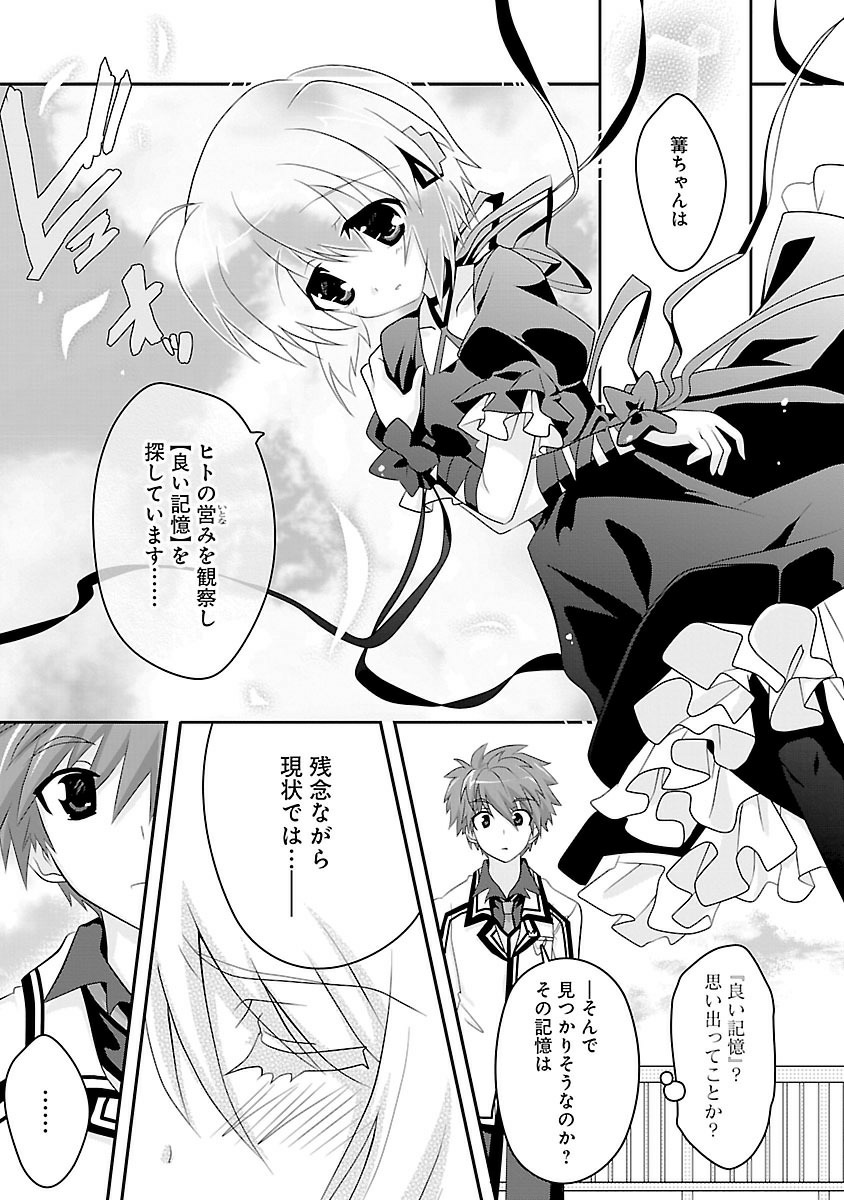 篝ちゃんは
ヒトの営みを観察し
いとな
【良い記憶】を
探しています……
ビュオッ
『良い記憶』？
思い出ってことか？
――そんで
見つかりそうなのか？
その記憶は
残念ながら
現状では…――
……